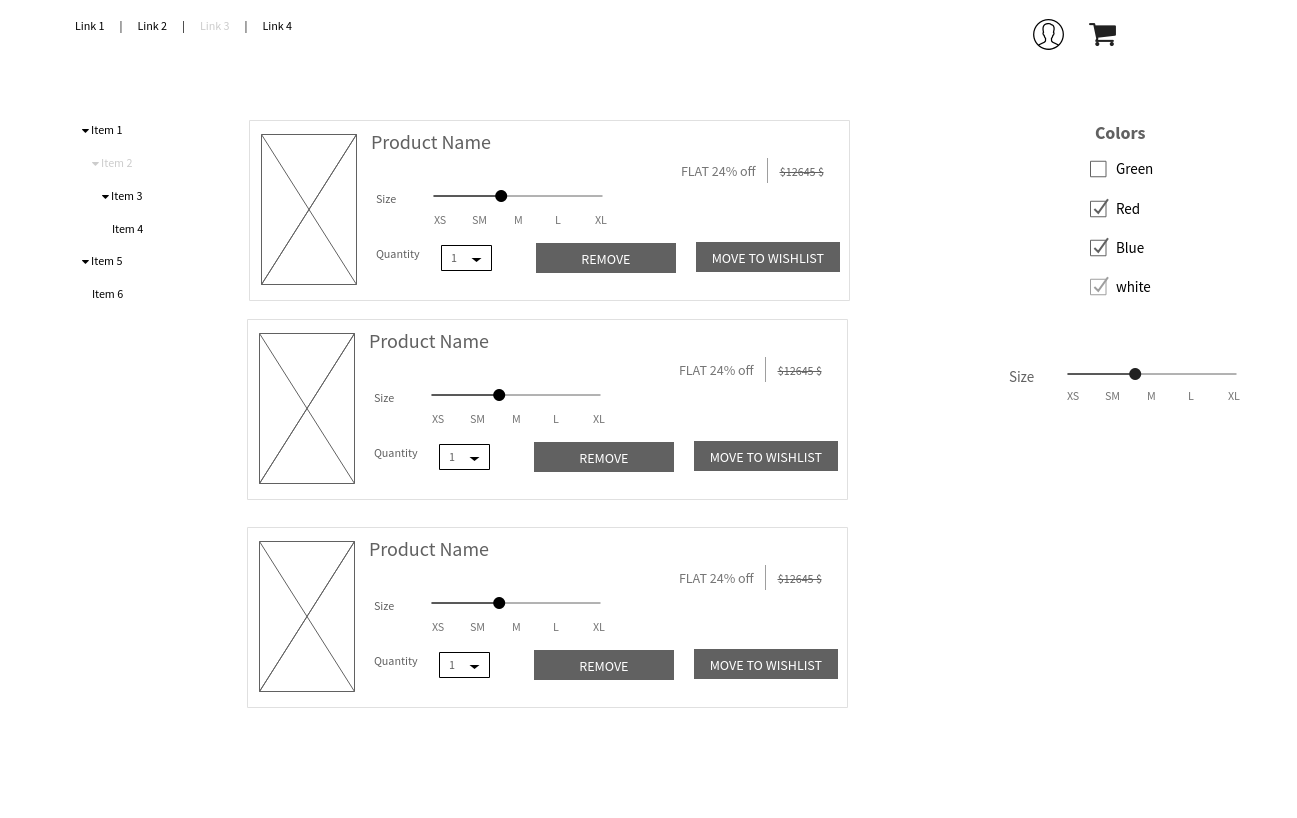 Link 1 | Link 2 | Link 3 | Link 4
Item 1
Item 2
Item 3
Item 4
Item 5
Item 6
Product Name
FLAT 24% off
$12645 $
Size
XS SM M L XL
Quantity 1 REMOVE MOVE TO WISHLIST
Product Name
FLAT 24% off
$12645 $
Size
XS SM M L XL
Quantity 1 REMOVE MOVE TO WISHLIST
Product Name
FLAT 24% off
$12645 $
Size
XS SM M L XL
Quantity 1 REMOVE MOVE TO WISHLIST
Colors
Green
Red
Blue
white
Size
XS SM M L XL